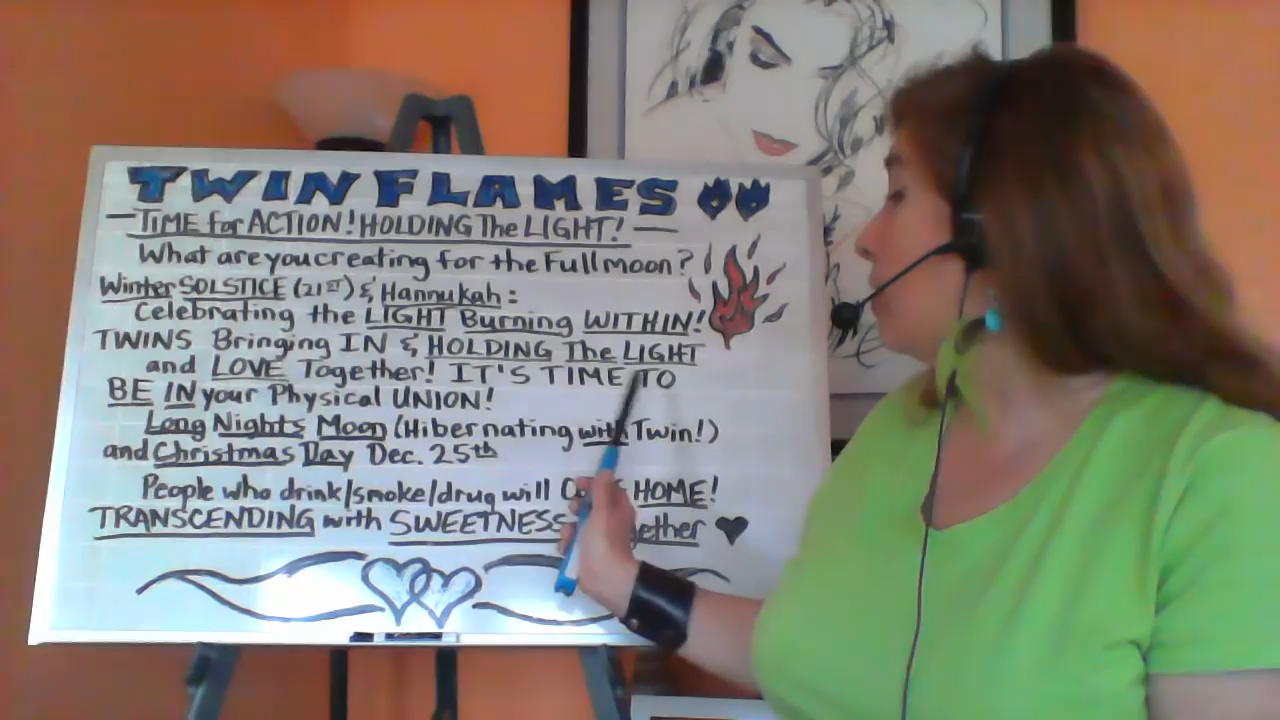 TWIN FLAMES
— TIME for ACTION! HOLDING The LIGHT! —
What are you creating for the Full moon?
Winter SOLSTICE (21ST) & Hannukah:
Celebrating the LIGHT Burning WITHIN!
TWINS Bringing IN & HOLDING The LIGHT
and LOVE Together! IT'S TIME TO
BE IN your Physical UNION!
Long Nights Moon (Hibernating with Twin!)
and Christmas Day Dec. 25th
People who drink/smoke/drug will HOME!
TRANSCENDING with SWEETNESS